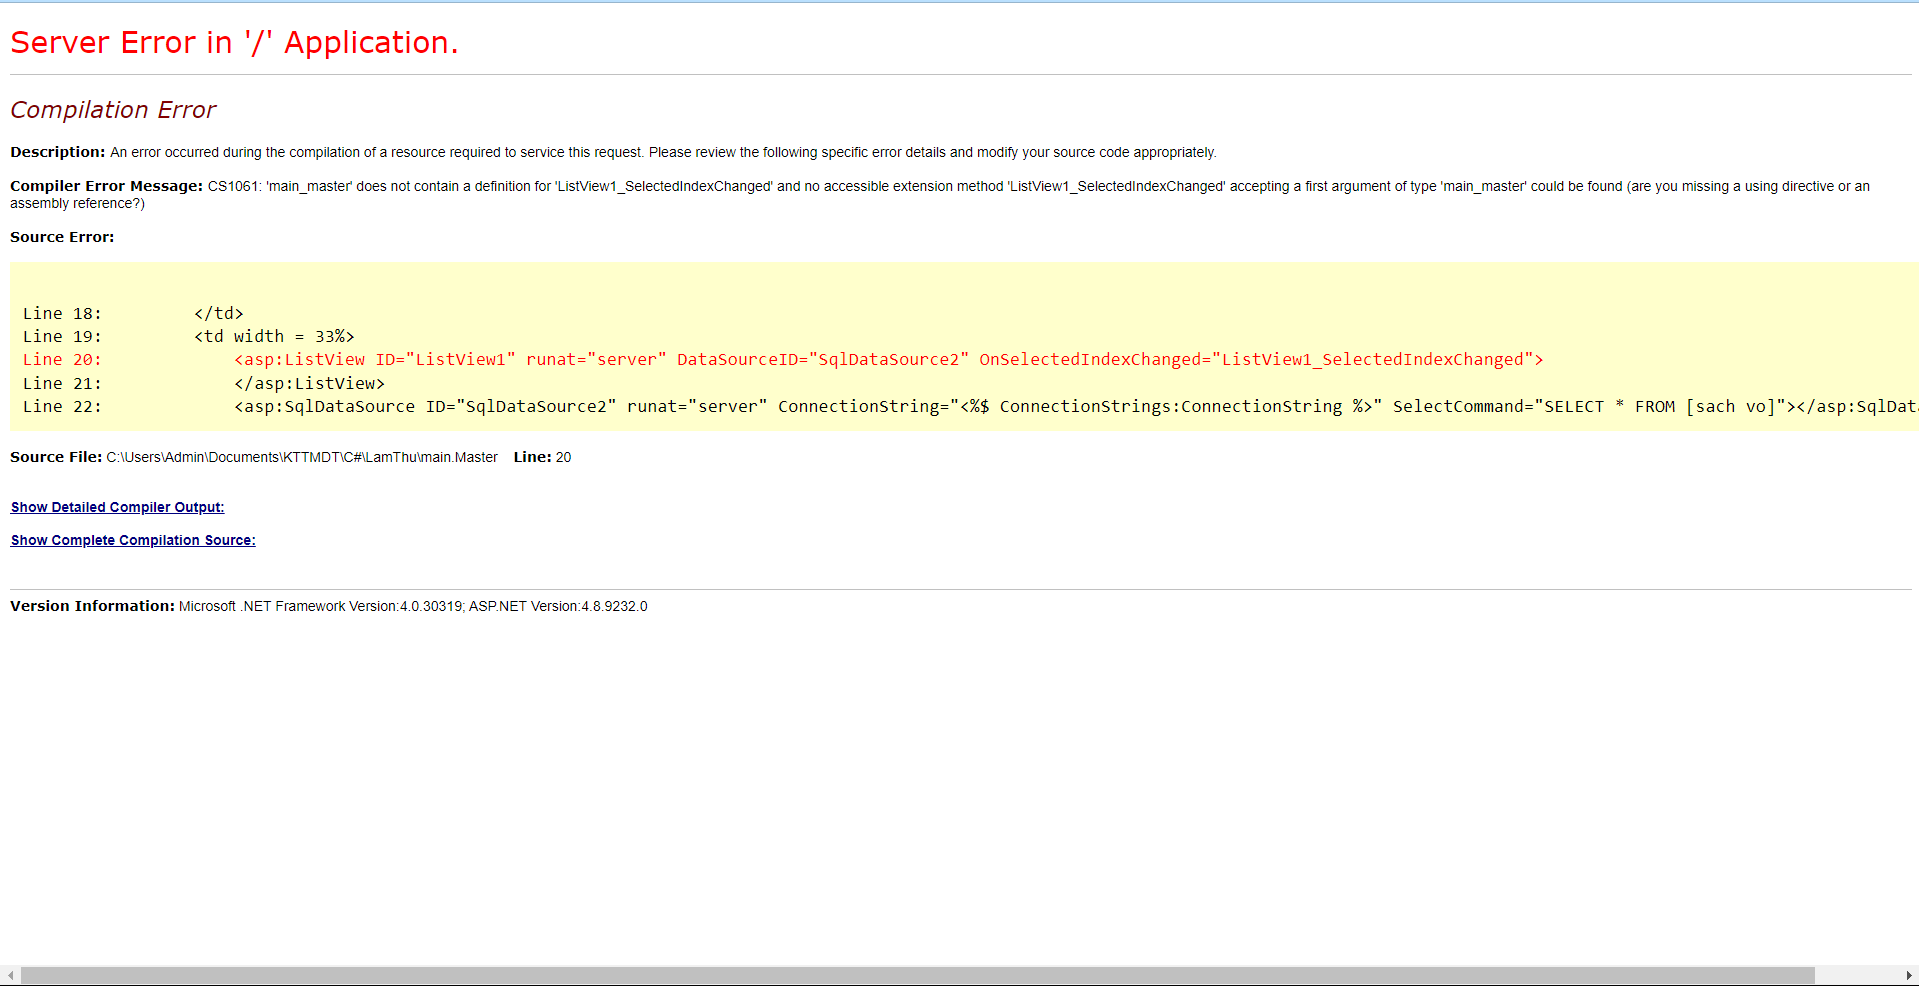 Server Error in '/' Application.
Compilation Error
Description: An error occurred during the compilation of a resource required to service this request. Please review the following specific error details and modify your source code appropriately.
Compiler Error Message: CS1061: 'main_master' does not contain a definition for 'ListView1_SelectedIndexChanged' and no accessible extension method 'ListView1_SelectedIndexChanged' accepting a first argument of type 'main_master' could be found (are you missing a using directive or an
assembly reference?)
Source Error:
Line 18:         </td>
Line 19:         <td width = 33%>
Line 20:             <asp:ListView ID="ListView1" runat="server" DataSourceID="SqlDataSource2" OnSelectedIndexChanged="ListView1_SelectedIndexChanged">
Line 21:             </asp:ListView>
Line 22:             <asp:SqlDataSource ID="SqlDataSource2" runat="server" ConnectionString="<%$ ConnectionStrings:ConnectionString %>" SelectCommand="SELECT * FROM [sach vo]"></asp:SqlDat
Source File: C:\Users\Admin\Documents\KTTMDT\C#\LamThu\main.Master    Line: 20
Show Detailed Compiler Output:
Show Complete Compilation Source:
Version Information: Microsoft .NET Framework Version:4.0.30319; ASP.NET Version:4.8.9232.0